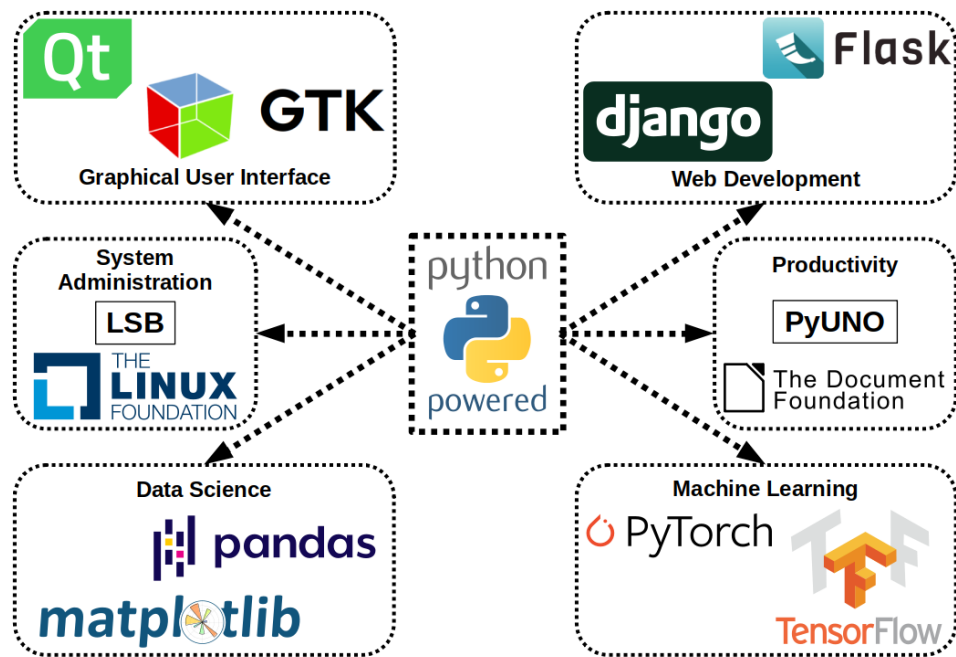 Qt
GTK
Graphical User Interface
Flask
django
Web Development
System
Administration
LSB
THE
LINUX
FOUNDATION
python
powered
Productivity
PyUNO
The Document
Foundation
Data Science
pandas
matplotlib
Machine Learning
PyTorch
TF
TensorFlow